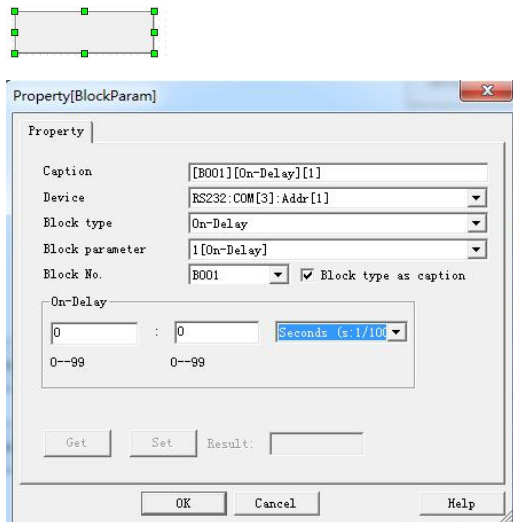 Property[BlockParam]
Property
Caption [B001][On-Delay][1]
Device RS232:COM[3]:Addr[1]
Block type On-Delay
Block parameter 1[On-Delay]
Block No. B001 Block type as caption
On-Delay
0 : 0 Seconds (s:1/100
0--99 0--99
Get Set Result:
OK Cancel Help